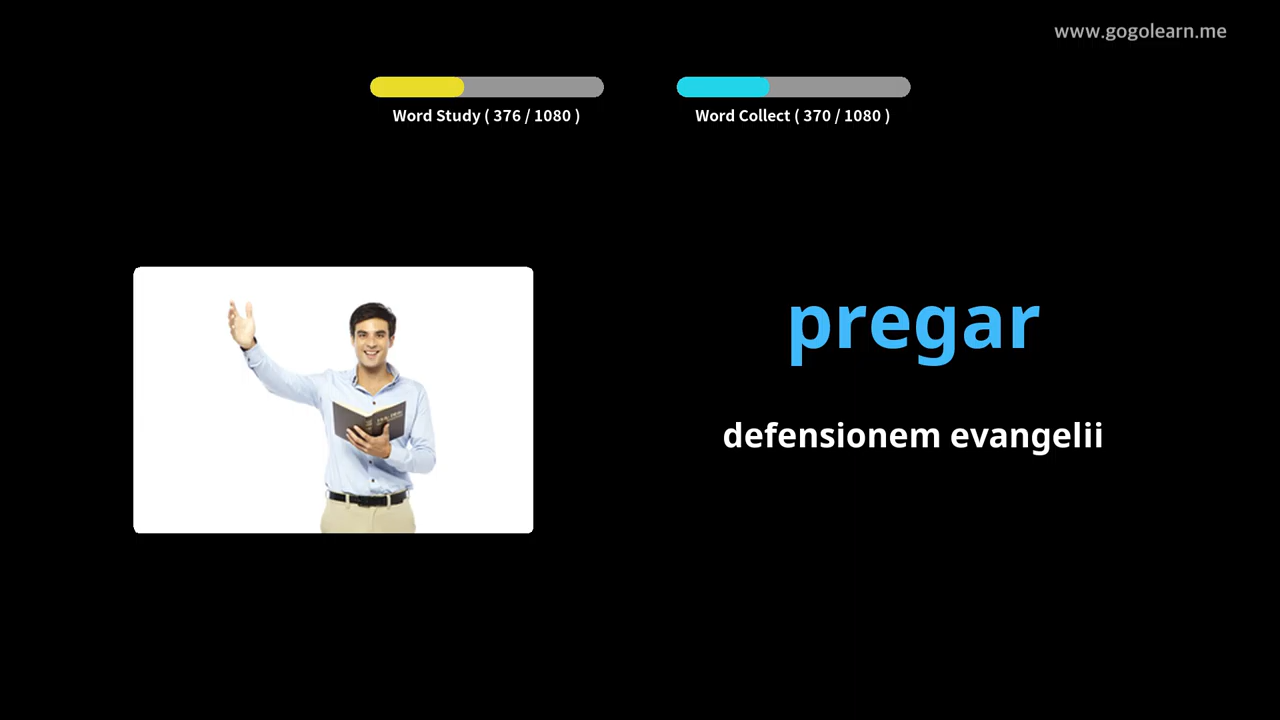 www.gogolearn.me
Word Study ( 376 / 1080 )
Word Collect ( 370 / 1080 )
pregar
defensionem evangelii